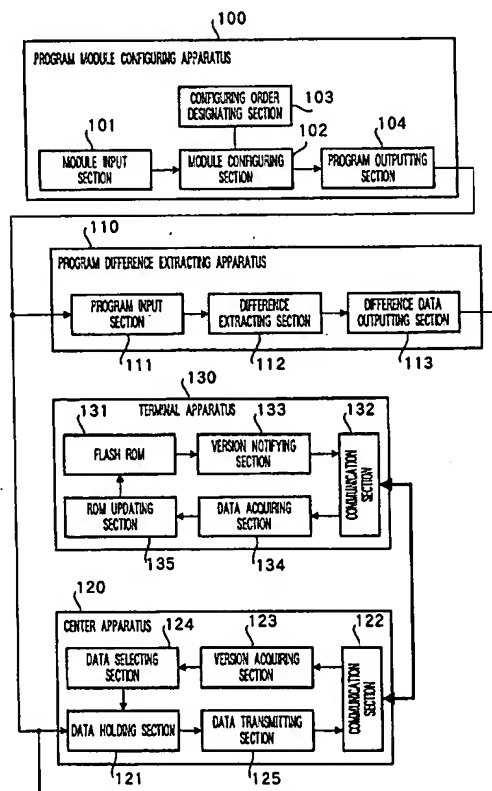 100
PROGRAM MODULE CONFIGURING APPARATUS
CONFIGURING ORDER
DESIGNATING SECTION
103
101
102
104
MODULE INPUT
SECTION
MODULE CONFIGURING
SECTION
PROGRAM OUTPUTTING
SECTION
110
PROGRAM DIFFERENCE EXTRACTING APPARATUS
PROGRAM INPUT
SECTION
DIFFERENCE
EXTRACTING SECTION
DIFFERENCE DATA
OUTPUTTING SECTION
111
112
113
130
131
TERMINAL APPARATUS
133
132
FLASH ROM
VERSION NOTIFYING
SECTION
COMMUNICATION
SECTION
ROM UPDATING
SECTION
DATA ACQUIRING
SECTION
135
134
120
CENTER APPARATUS
124
123
122
DATA SELECTING
SECTION
VERSION ACQUIRING
SECTION
COMMUNICATION
SECTION
DATA HOLDING SECTION
DATA TRANSMITTING
SECTION
121
125